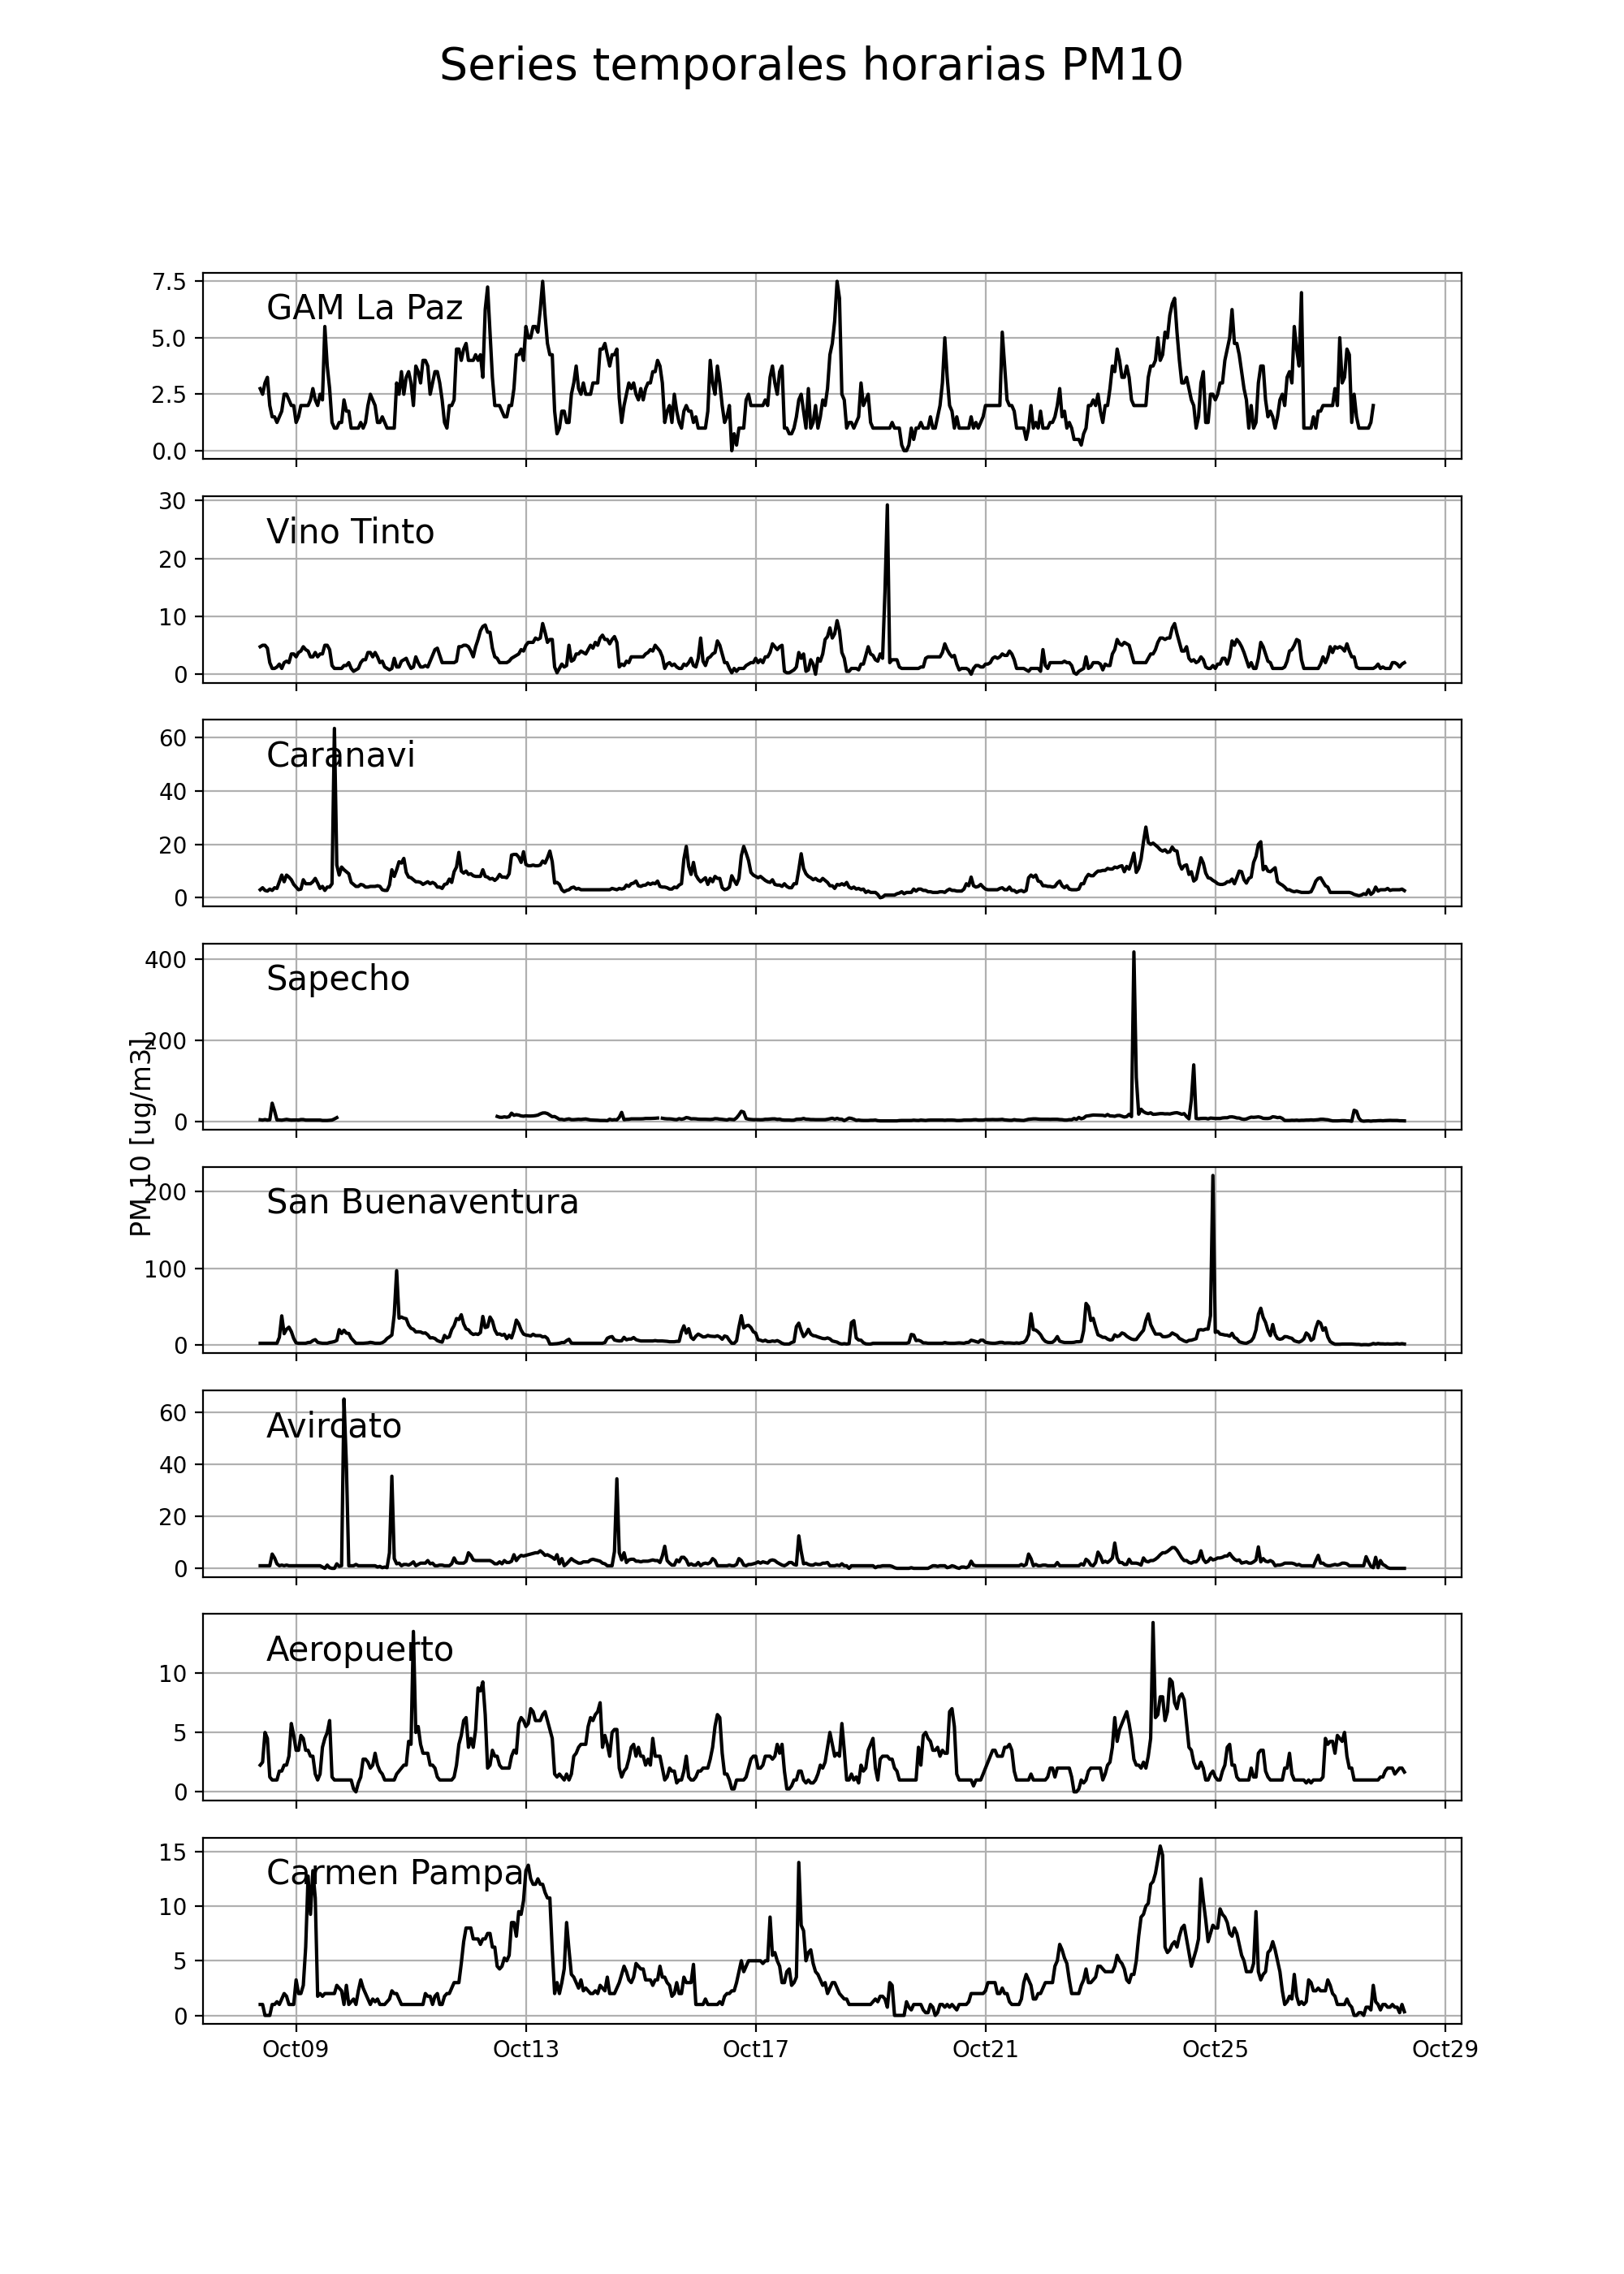 Series temporales horarias PM10
7.5
5.0
2.5
0.0
GAM La Paz
30
20
10
0
Vino Tinto
60
40
20
0
Caranavi
400
200
0
Sapecho
PM 10 [ug/m3]
200
100
0
San Buenaventura
60
40
20
0
Avircato
10
5
0
Aeropuerto
15
10
5
0
Carmen Pampa
Oct09 Oct13 Oct17 Oct21 Oct25 Oct29